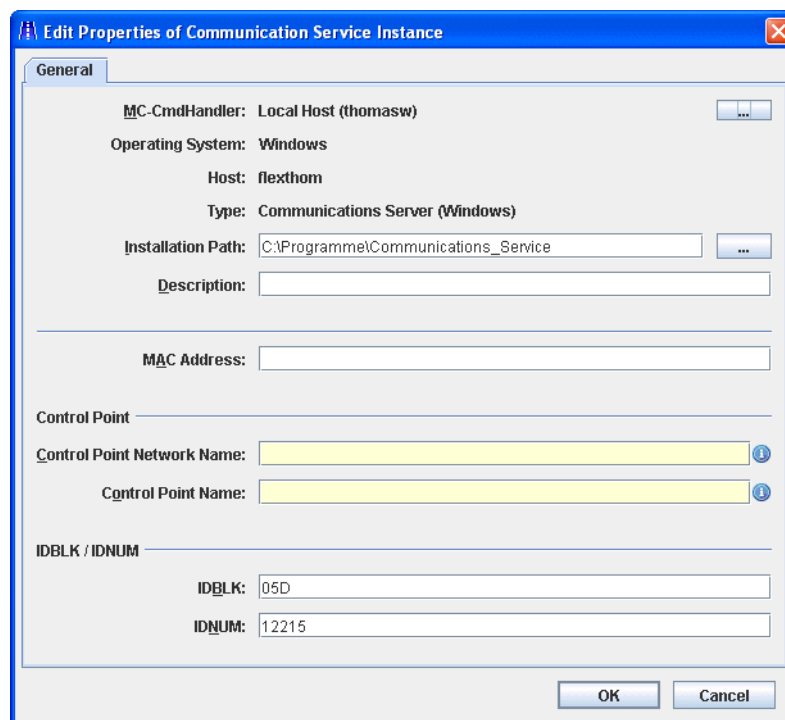 Edit Properties of Communication Service Instance
General
MC-CmdHandler: Local Host (thomasw) ...
Operating System: Windows
Host: flexthom
Type: Communications Server (Windows)
Installation Path: C:\Programme\Communications_Service ...
Description:
MAC Address:
Control Point
Control Point Network Name:
Control Point Name:
IDBLK / IDNUM
IDBLK: 05D
IDNUM: 12215
OK Cancel